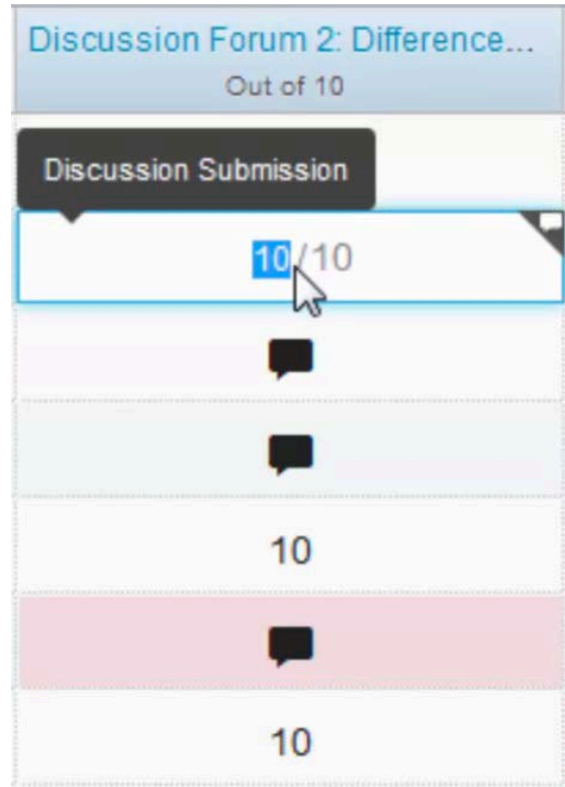 Discussion Forum 2: Difference...
Out of 10
Discussion Submission
10/10
10
10